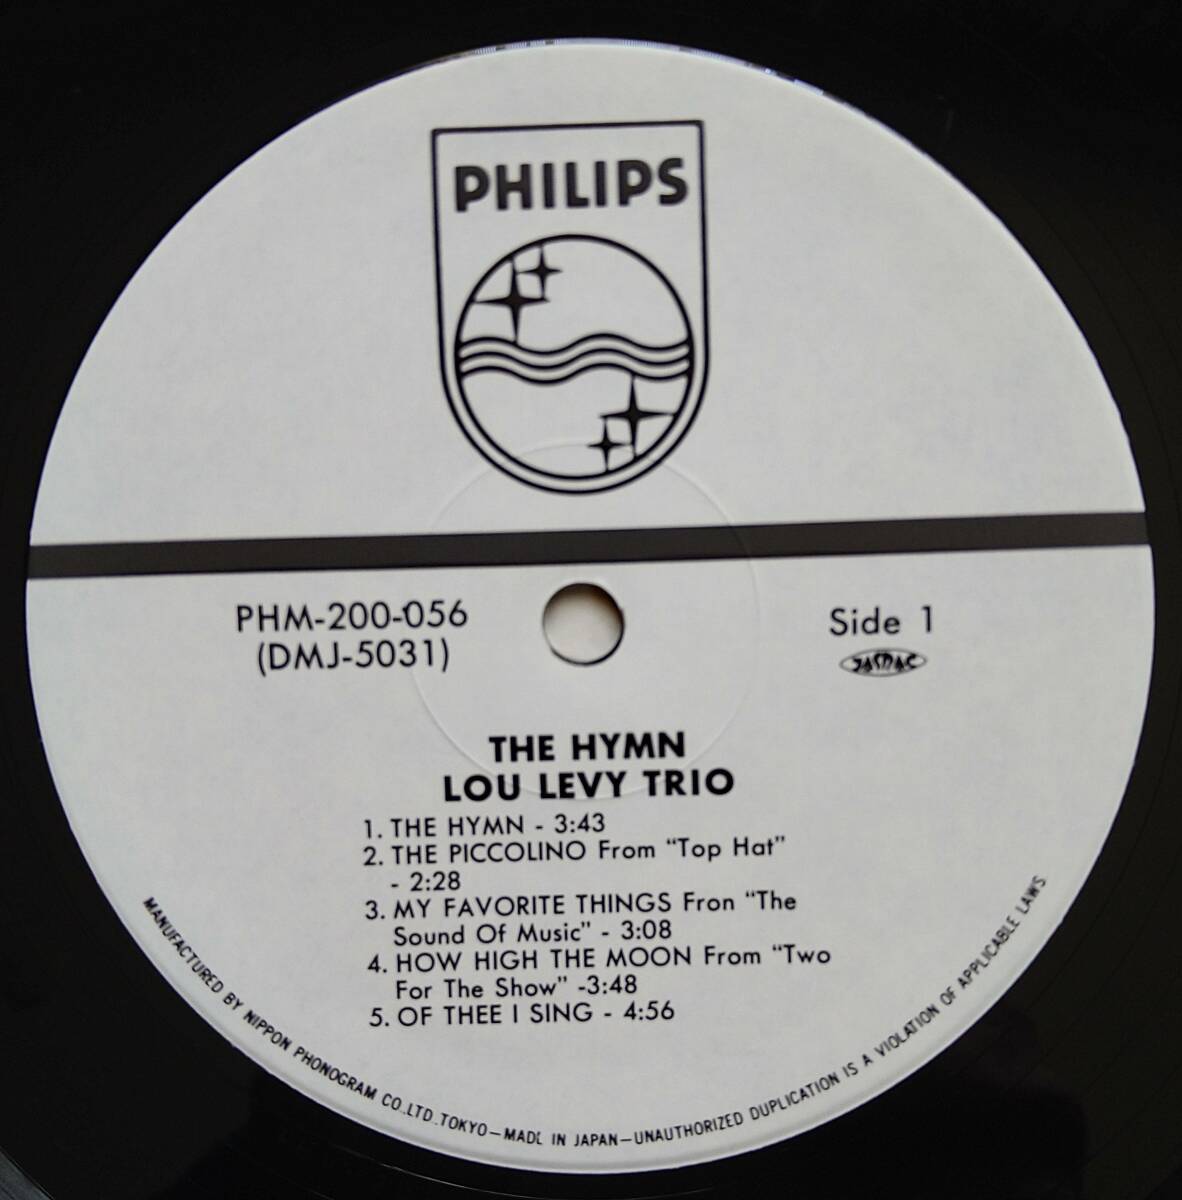 PHILIPS
PHM-200-056
(DMJ-5031)
Side 1
JASRAC
THE HYMN
LOU LEVY TRIO
1. THE HYMN - 3:43
2. THE PICCOLINO From "Top Hat"
- 2:28
3. MY FAVORITE THINGS Fron "The
Sound Of Music" - 3:08
4. HOW HIGH THE MOON From "Two
For The Show" -3:48
5. OF THEE I SING - 4:56
MANUFACTURED BY NIPPON PHONOGRAM CO.,LTD.TOKYO—MADE IN JAPAN—UNAUTHORIZED DUPLICATION IS A VIOLATION OF APPLICABLE LAWS